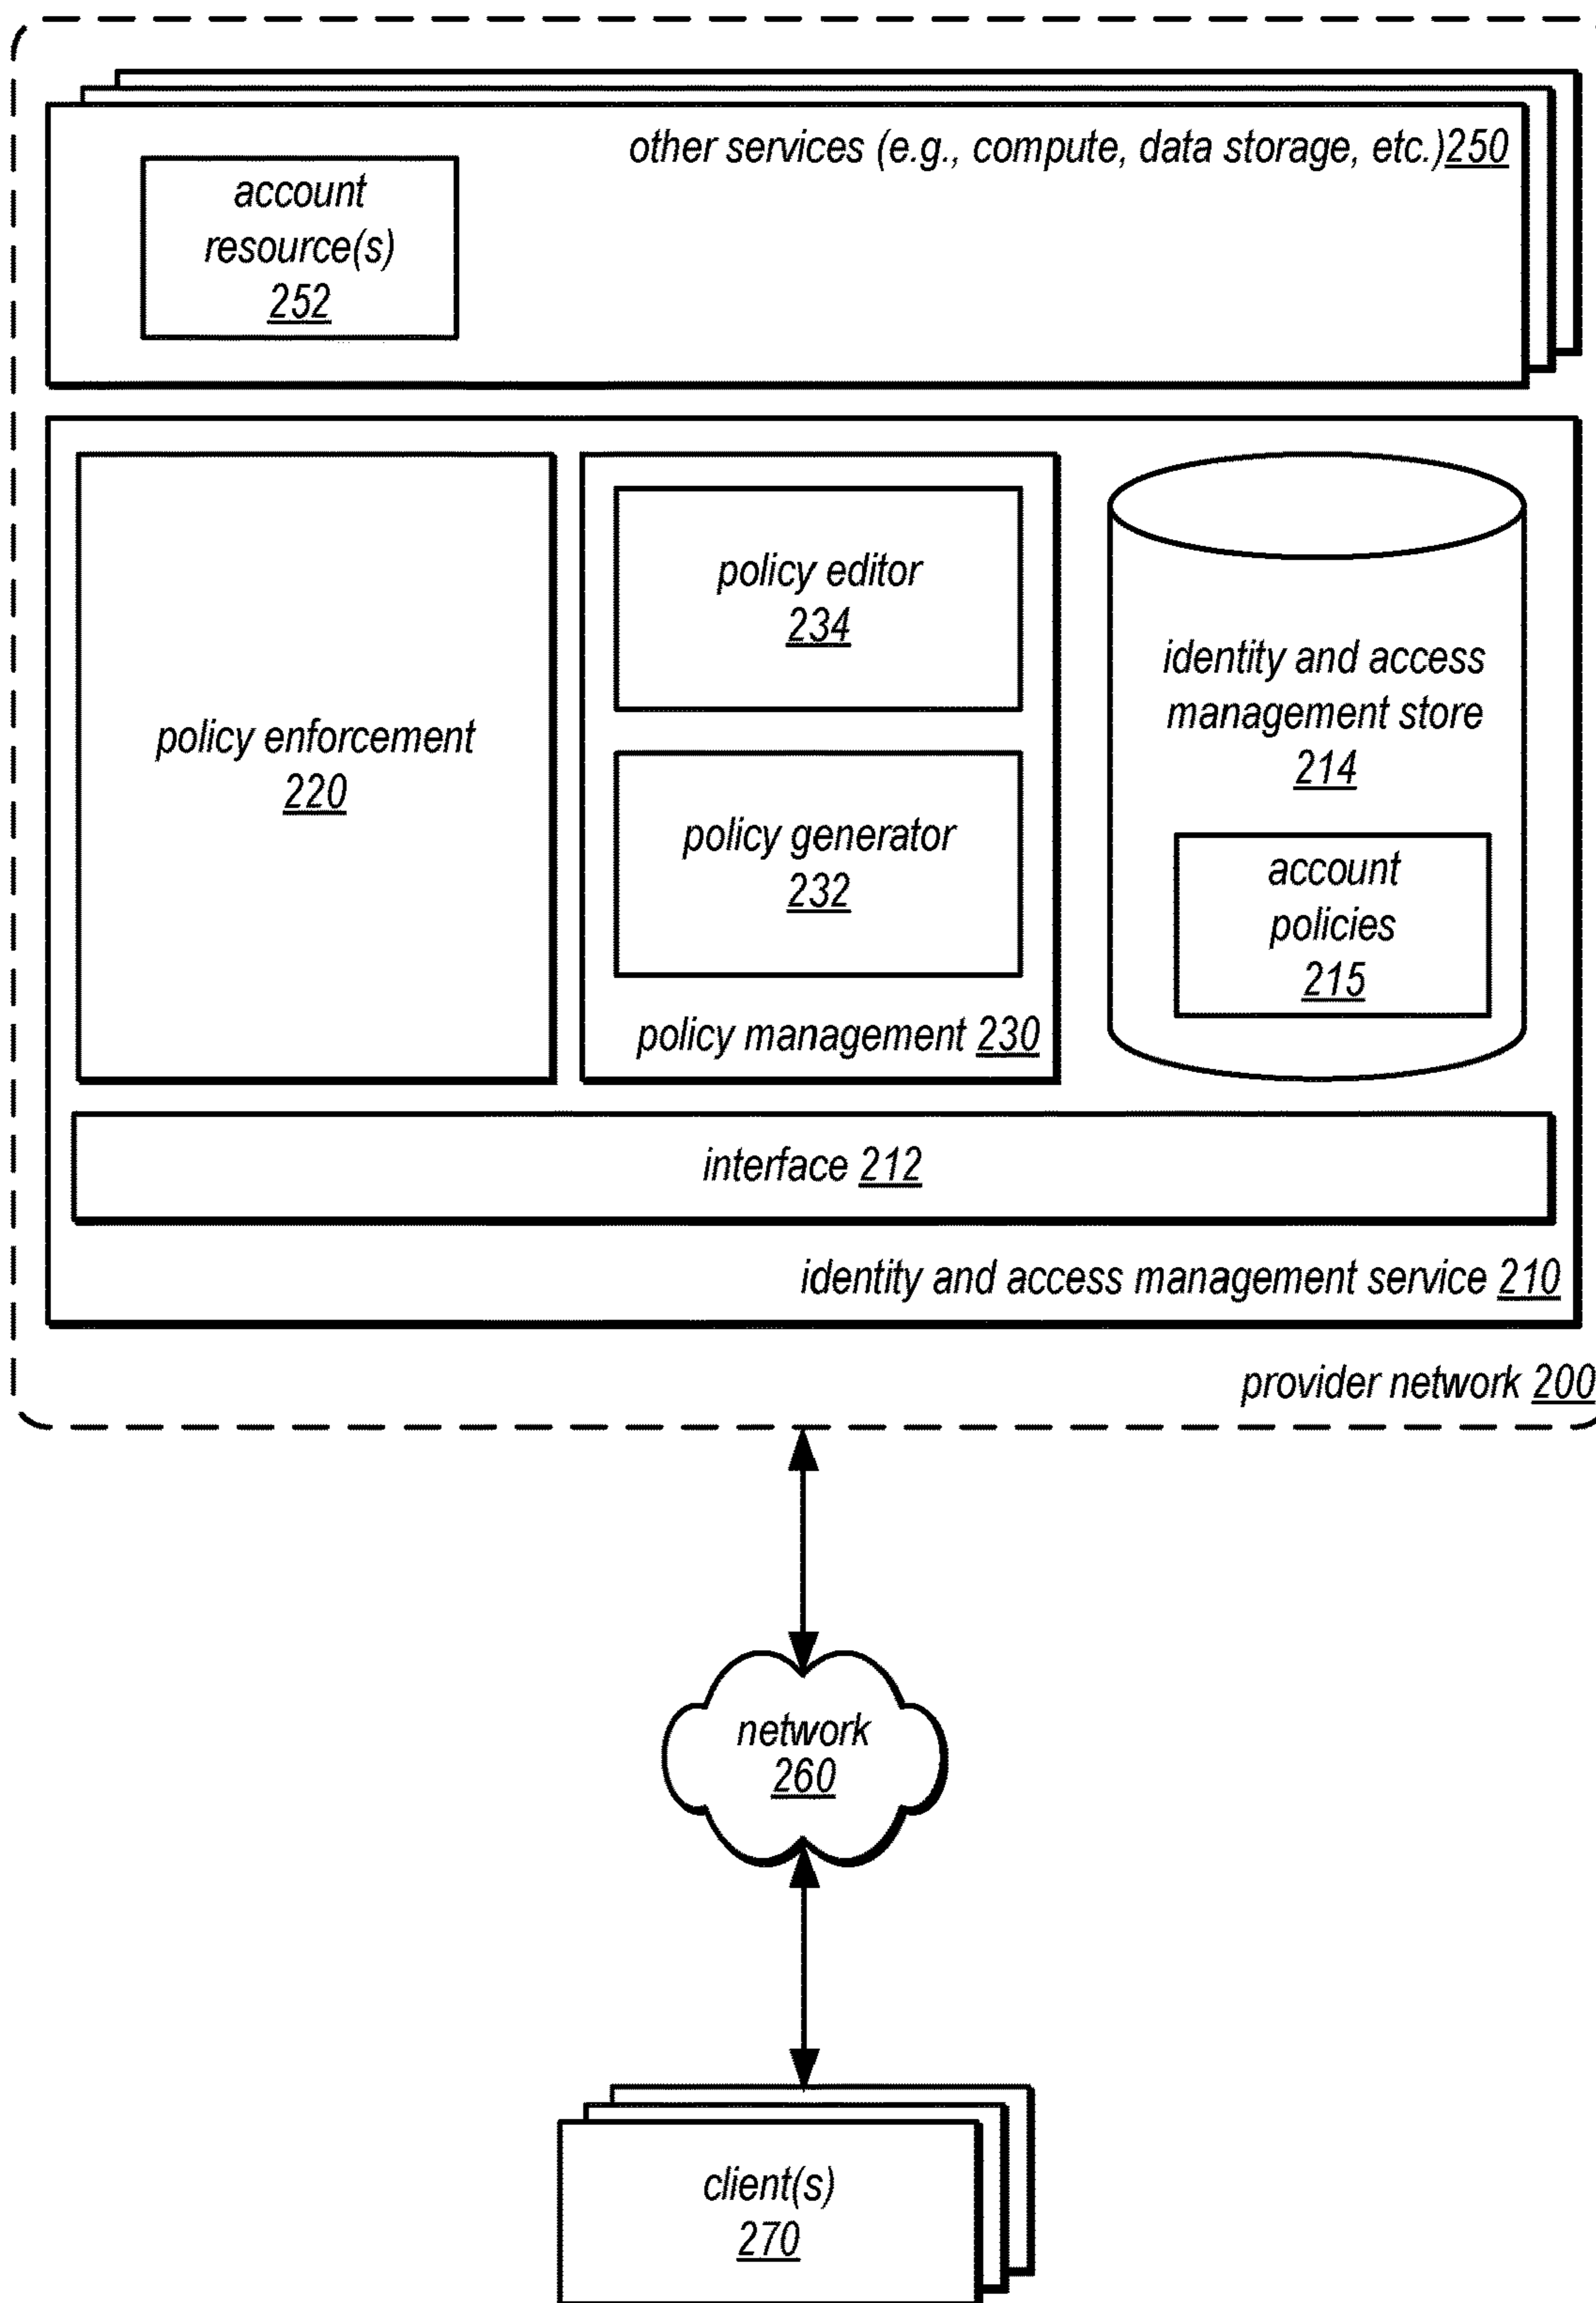 other services (e.g., compute, data storage, etc.)250
account
resource(s)
252
policy enforcement
220
policy editor
234
policy generator
232
policy management 230
identity and access
management store
214
account
policies
215
interface 212
identity and access management service 210
provider network 200
network
260
client(s)
270